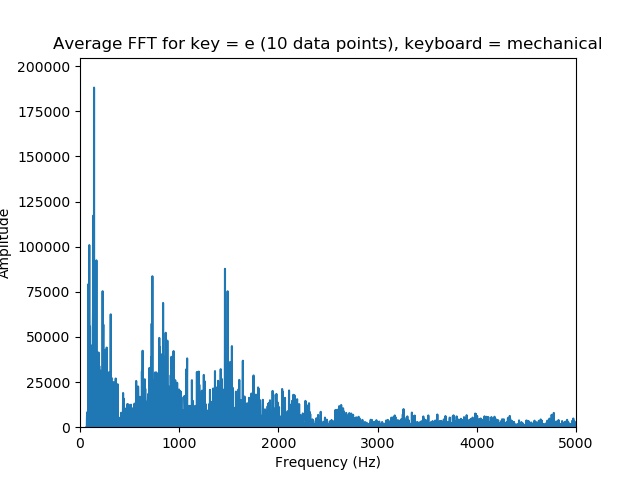 Average FFT for key = e (10 data points), keyboard = mechanical
200000
175000
150000
125000
100000
75000
50000
25000
0
Amplitude
0 1000 2000 3000 4000 5000
Frequency (Hz)